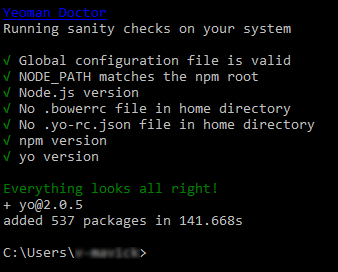 Yeoman Doctor
Running sanity checks on your system
√ Global configuration file is valid
√ NODE_PATH matches the npm root
√ Node.js version
√ No .bowerrc file in home directory
√ No .yo-rc.json file in home directory
√ npm version
√ yo version
Everything looks all right!
+ yo@2.0.5
added 537 packages in 141.668s
C:\Users\
>